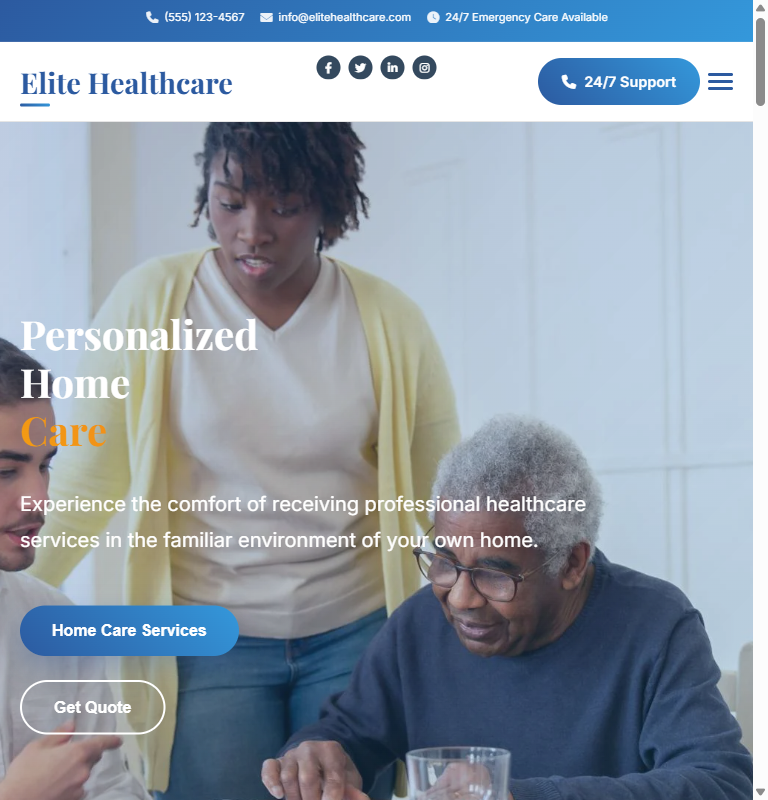 (555) 123-4567 info@elitehealthcare.com 24/7 Emergency Care Available
Elite Healthcare
24/7 Support
Personalized
Home
Care
Experience the comfort of receiving professional healthcare
services in the familiar environment of your own home.
Home Care Services
Get Quote